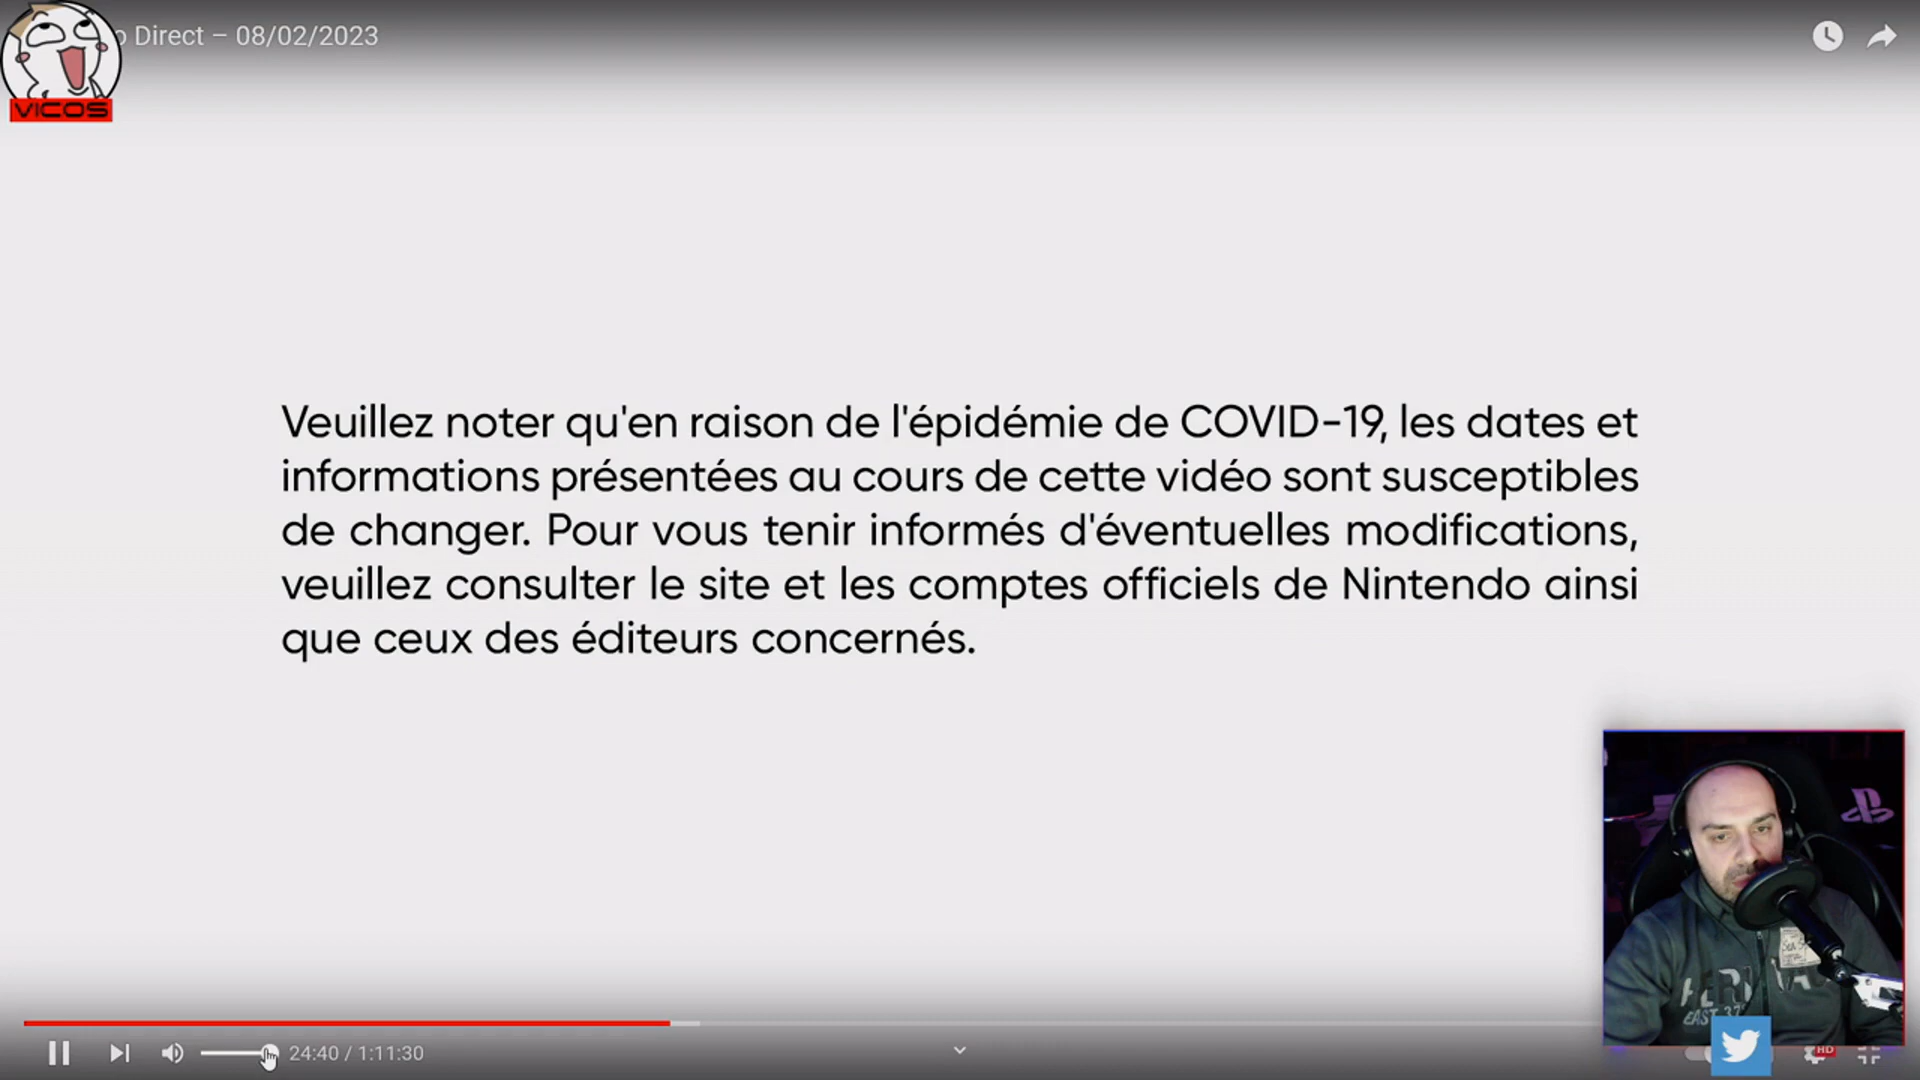 o Direct – 08/02/2023
VICOS
Veuillez noter qu'en raison de l'épidémie de COVID-19, les dates et
informations présentées au cours de cette vidéo sont susceptibles
de changer. Pour vous tenir informés d'éventuelles modifications,
veuillez consulter le site et les comptes officiels de Nintendo ainsi
que ceux des éditeurs concernés.
24:40 / 1:11:30
HD